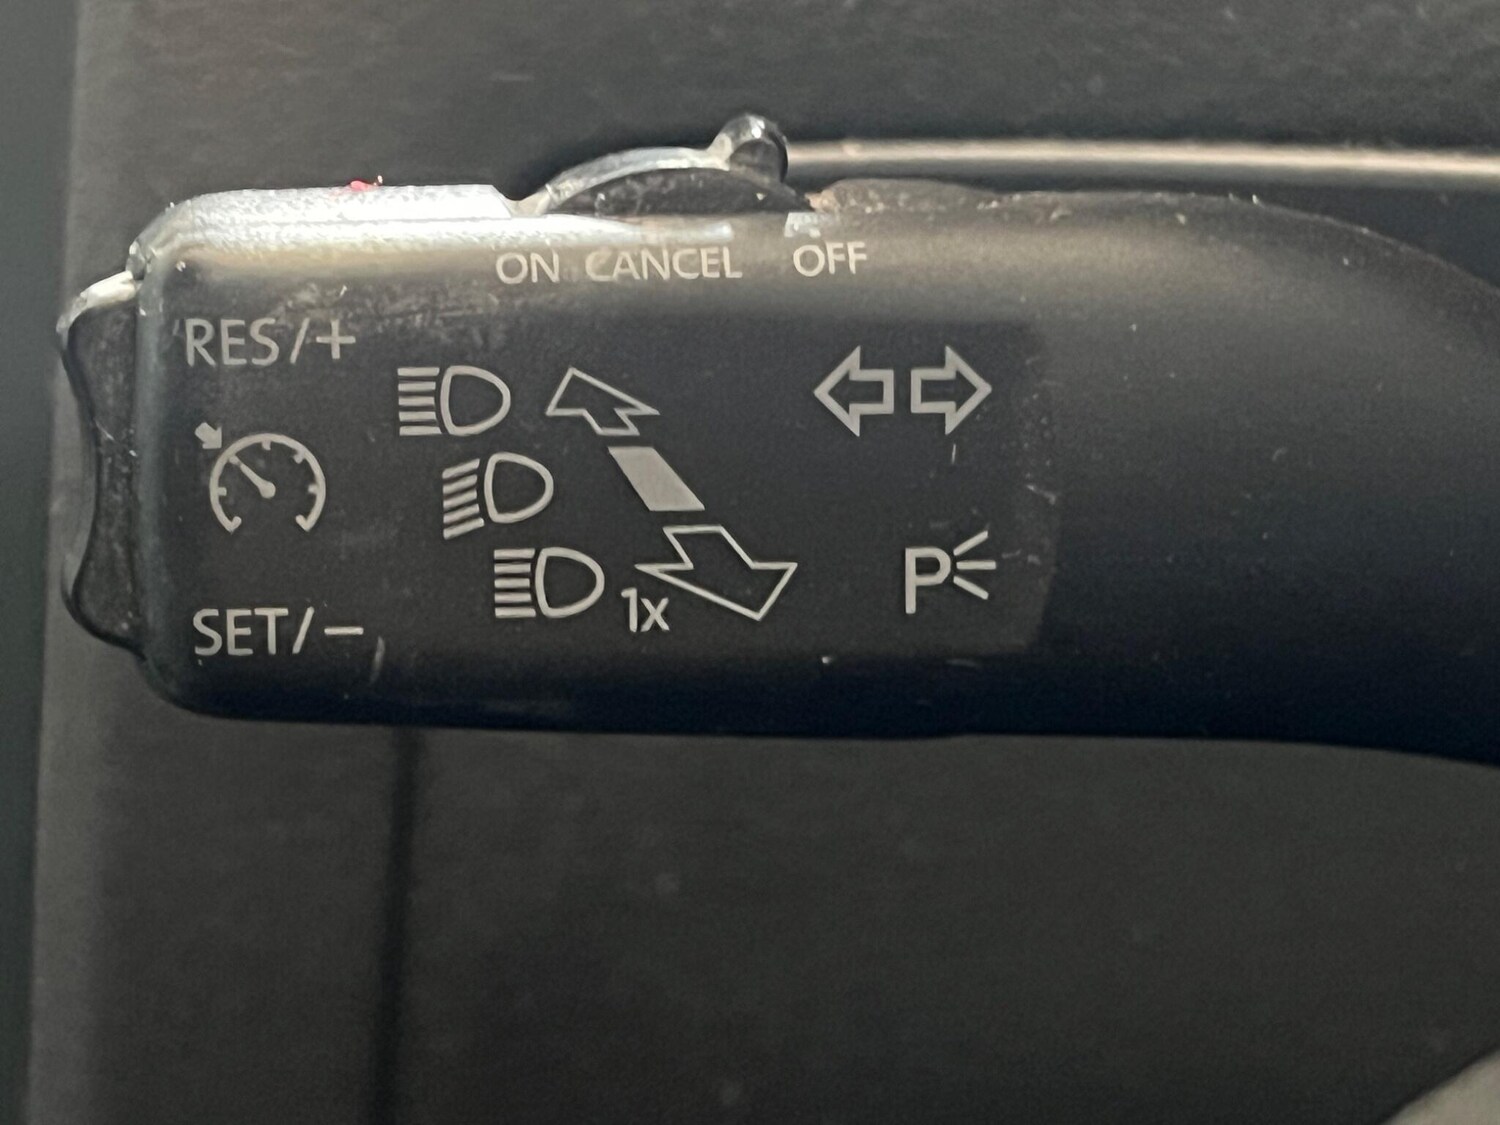 ON CANCEL OFF
RES/+
1x
P
SET/−